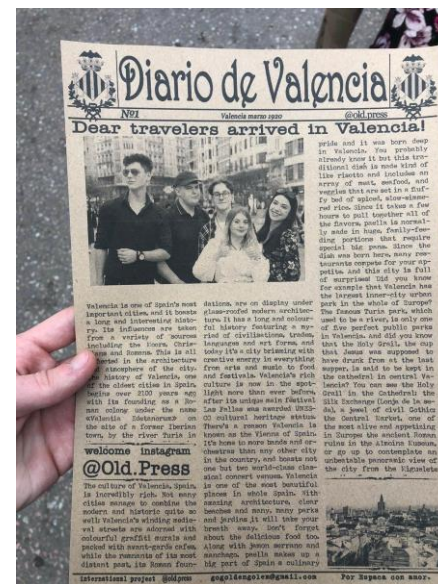 Diario de Valencia
Nº1
Valencia marzo 1920
@old.press
Dear travelers arrived in Valencia!
Valencia is one of Spain's most
important cities, and it boasts
a long and interesting histo-
ry. Its influences are taken
from a variety of sources
including the Moors, Chris-
ans and Romans. This is all
ected in the architecture
atmosphere of the city.
history of Valencia, one
the oldest cities in Spain,
begins over 2100 years ago
with its founding as a Ro-
man colony under the name
«Valentia Edetanorum» on
the site of a former Iberian
town, by the river Turia in
welcome instagram
@Old.Press
The culture of Valencia, Spain,
is incredibly rich. Not many
cities manage to combine the
modern and historic quite so
well: Valencia's winding medie-
val streets are adorned with
colourful graffiti murals and
packed with avant-garde cafes,
while the remnants of its most
distant past, its Roman foun-
dations, are on display under
glass-roofed modern architec-
ture. It has a long and colour-
ful history featuring a my-
riad of civilizations, trades,
languages and art forms, and
today it's a city brimming with
creative energy in everything
from arts and music to food
and festivals. Valencia's rich
culture is now in the spot-
light more than ever before,
after its unique main festival
Las Fallas was awarded UNES-
CO cultural heritage status.
There's a reason Valencia is
known as the Vienna of Spain.
It's home to more bands and or-
chestras than any other city
in the country, and boasts not
one but two world-class clas-
sical concert venues. Valencia
is one of the most beautiful
places in whole Spain. With
amazing architecture, clear
beaches and many, many parks
and jardins it will take your
breath away. Don't forget
about the delicious food too.
Along with jamon serrano and
manchego, paella makes up a
big part of Spain's culinary
pride and it was born deep
in Valencia. You probably
already know it but this tra-
ditional dish is made kind of
like risotto and includes an
array of meat, seafood, and
veggies that are set in a fluf-
fy bed of spiced, slow-simme-
red rice. Since it takes a few
hours to pull together all of
the flavors, paella is normal-
ly made in huge, family-fee-
ding portions that require
special big pans. Since the
dish was born here, many res-
taurants compete for your ap-
petite. And this city is full
of surprises! Did you know
for example that Valencia has
the largest inner-city urban
park in the whole of Europe?
The famous Turia park, which
used to be a river, is only one
of five perfect public parks
in Valencia. And did you know
that the Holy Grail, the cup
that Jesus was supposed to
have drunk from at the last
supper, is said to be kept in
the cathedral in central Va-
lencia? You can see the Holy
Grail in the Cathedral; the
Silk Exchange (Lonja de la se-
da), a jewel of civil Gothic
the Central Market, one of
the most alive and appetizing
in Europe the ancient Roman
ruins in the Almoina Museum,
or go up to contemplate an
unbeatable panoramic view of
the city from the Miguelete
international project @oldpress
gogoldengoless@gmail.com
Por Espana con amor